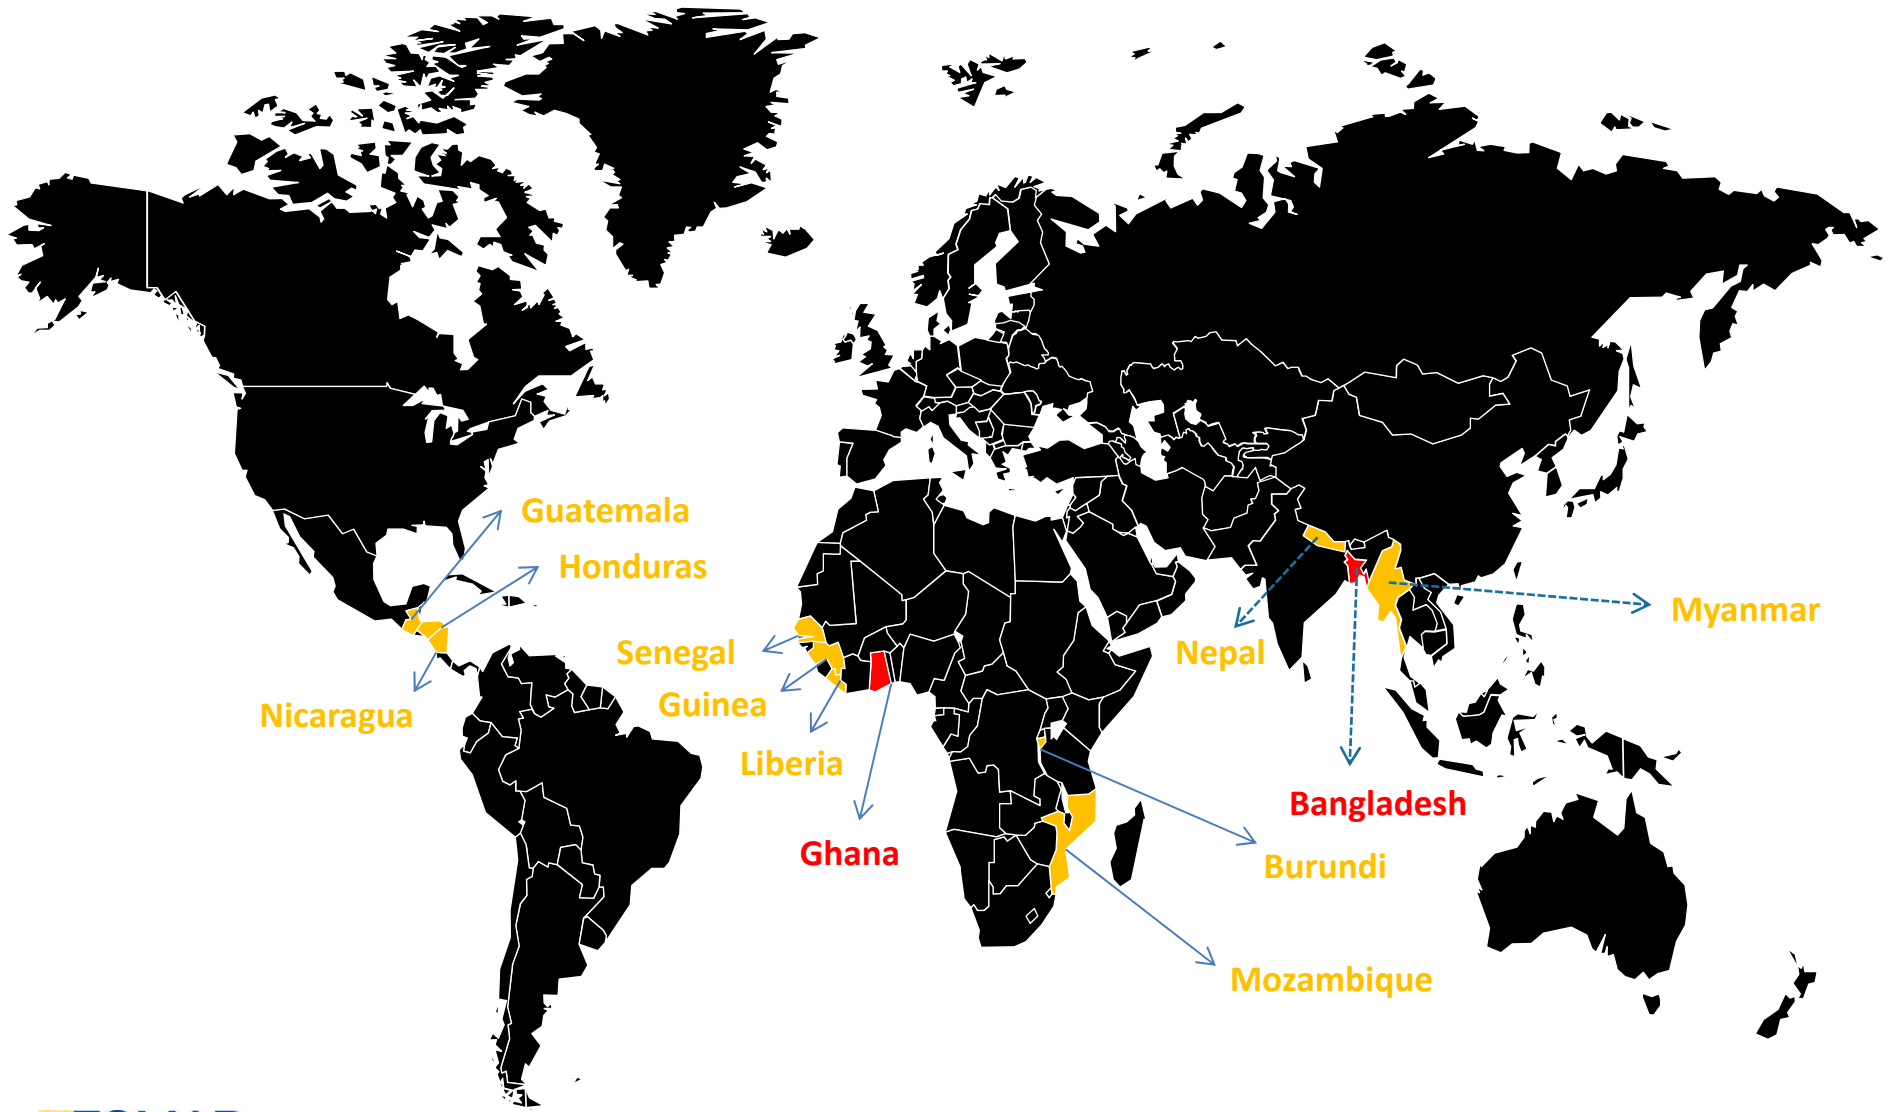 Guatemala
Honduras
Senegal
Nepal
Myanmar
Guinea
Nicaragua
Liberia
Bangladesh
Ghana
Burundi
Mozambique